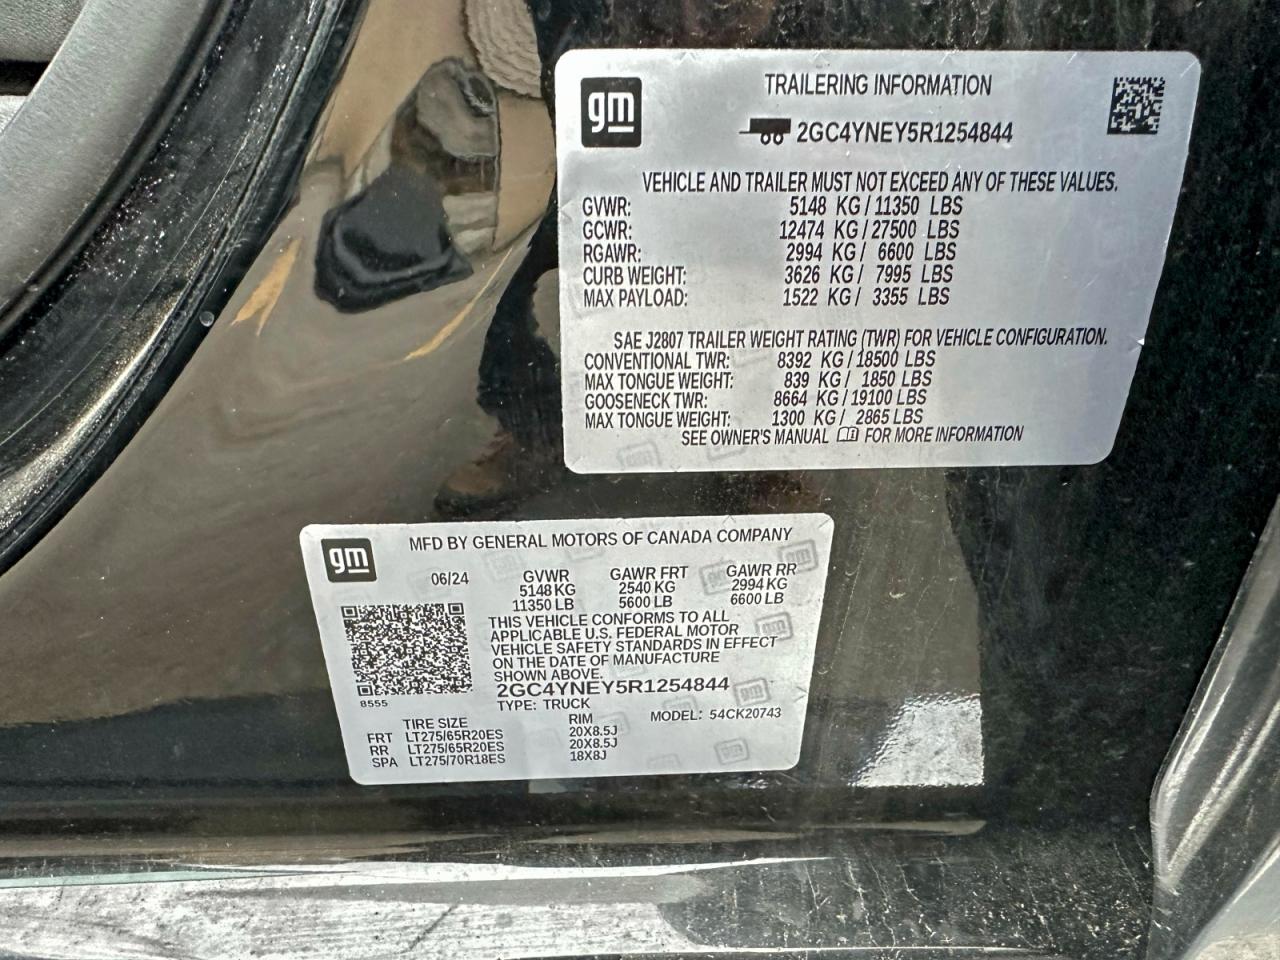 gm
TRAILERING INFORMATION
2GC4YNEY5R1254844
VEHICLE AND TRAILER MUST NOT EXCEED ANY OF THESE VALUES.
GVWR: 5148 KG / 11350 LBS
GCWR: 12474 KG / 27500 LBS
RGAWR: 2994 KG / 6600 LBS
CURB WEIGHT: 3626 KG / 7995 LBS
MAX PAYLOAD: 1522 KG / 3355 LBS
SAE J2807 TRAILER WEIGHT RATING (TWR) FOR VEHICLE CONFIGURATION.
CONVENTIONAL TWR: 8392 KG / 18500 LBS
MAX TONGUE WEIGHT: 839 KG / 1850 LBS
GOOSENECK TWR: 8664 KG / 19100 LBS
MAX TONGUE WEIGHT: 1300 KG / 2865 LBS
SEE OWNER'S MANUAL FOR MORE INFORMATION
gm
MFD BY GENERAL MOTORS OF CANADA COMPANY
06/24 GVWR GAWR FRT GAWR RR
5148 KG 2540 KG 2994 KG
11350 LB 5600 LB 6600 LB
THIS VEHICLE CONFORMS TO ALL
APPLICABLE U.S. FEDERAL MOTOR
VEHICLE SAFETY STANDARDS IN EFFECT
ON THE DATE OF MANUFACTURE
SHOWN ABOVE.
2GC4YNEY5R1254844
8555
TYPE: TRUCK
MODEL: 54CK20743
TIRE SIZE RIM
FRT LT275/65R20ES 20X8.5J
RR LT275/65R20ES 20X8.5J
SPA LT275/70R18ES 18X8J